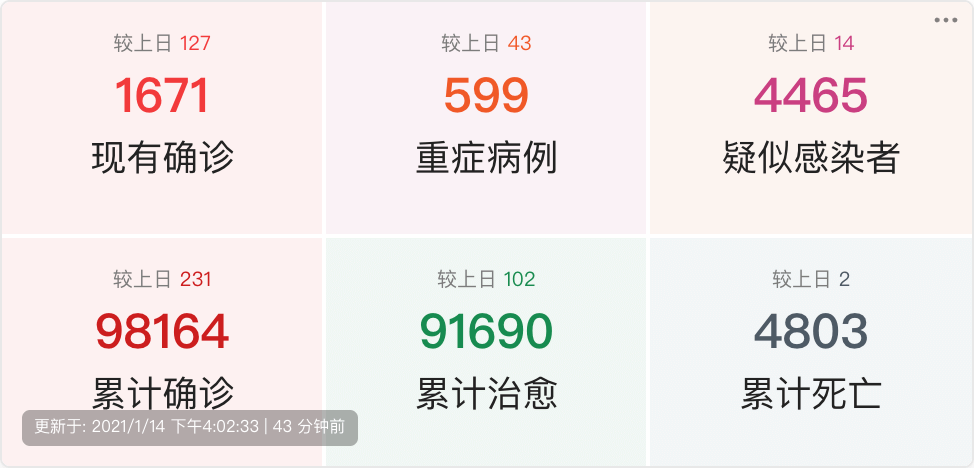 较上日 127
1671
现有确诊
较上日 43
599
重症病例
较上日 14
4465
疑似感染者
较上日 231
98164
累计确诊
较上日 102
91690
累计治愈
较上日 2
4803
累计死亡
更新于: 2021/1/14 下午4:02:33 | 43 分钟前